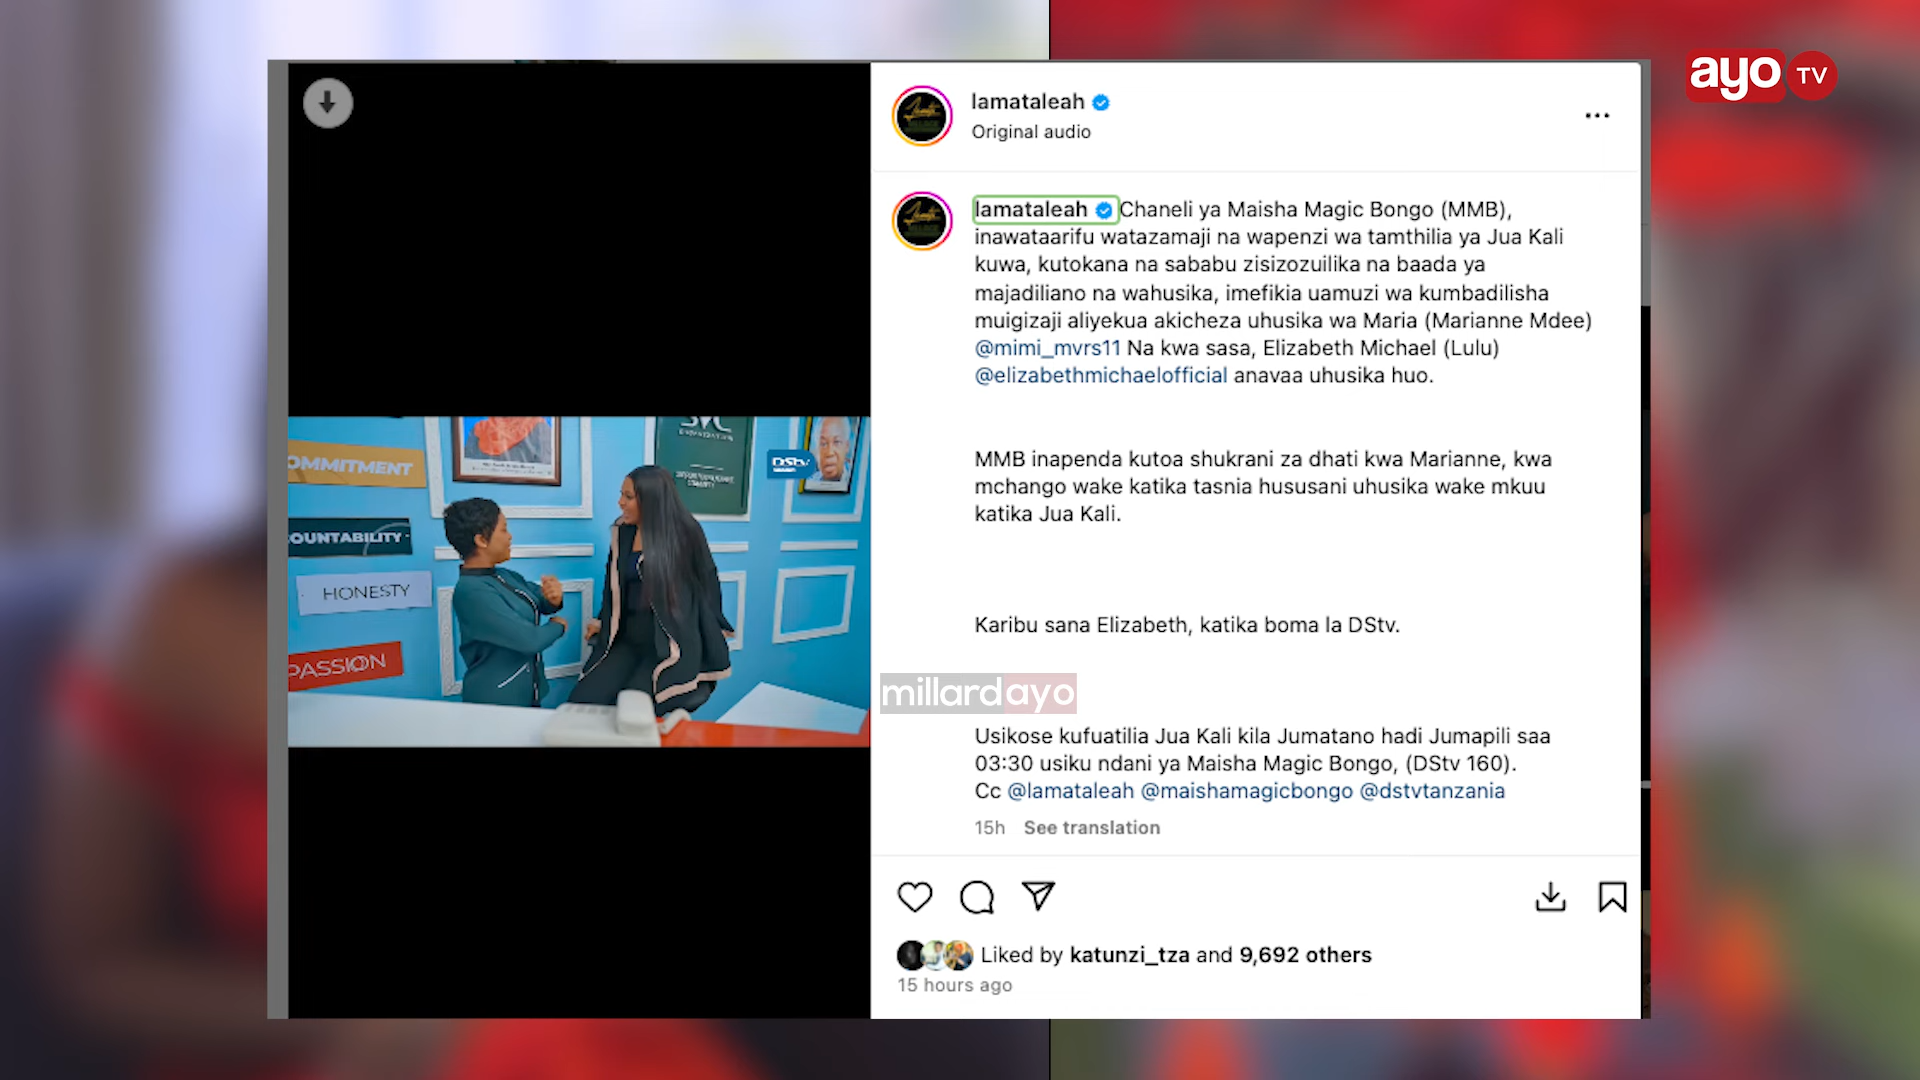 ayo TV
lamataleah
Original audio
lamataleah Chaneli ya Maisha Magic Bongo (MMB),
inawataarifu watazamaji na wapenzi wa tamthilia ya Jua Kali
kuwa, kutokana na sababu zisizozuilika na baada ya
majadiliano na wahusika, imefikia uamuzi wa kumbadilisha
muigizaji aliyekua akicheza uhusika wa Maria (Marianne Mdee)
@mimi_mvrs11 Na kwa sasa, Elizabeth Michael (Lulu)
@elizabethmichaelofficial anavaa uhusika huo.
MMB inapenda kutoa shukrani za dhati kwa Marianne, kwa
mchango wake katika tasnia hususani uhusika wake mkuu
katika Jua Kali.
Karibu sana Elizabeth, katika boma la DStv.
millardayo
Usikose kufuatilia Jua Kali kila Jumatano hadi Jumapili saa
03:30 usiku ndani ya Maisha Magic Bongo, (DStv 160).
Cc @lamataleah @maishamagicbongo @dstvtanzania
15h See translation
Liked by katunzi_tza and 9,692 others
15 hours ago
OMMITMENT
OUNTABILITY
HONESTY
PASSION
DStv